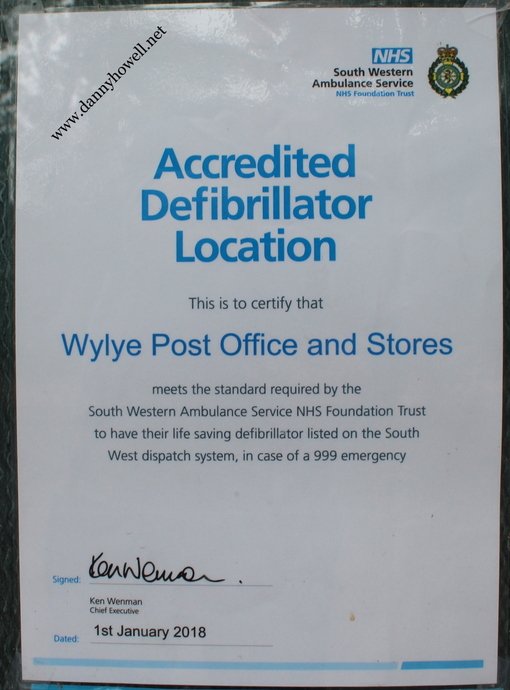 www.dannyhowell.net
NHS
South Western
Ambulance Service
NHS Foundation Trust
Accredited
Defibrillator
Location
This is to certify that
Wylye Post Office and Stores
meets the standard required by the
South Western Ambulance Service NHS Foundation Trust
to have their life saving defibrillator listed on the South
West dispatch system, in case of a 999 emergency
Signed: Ken Wenman
Ken Wenman
Chief Executive
Dated: 1st January 2018